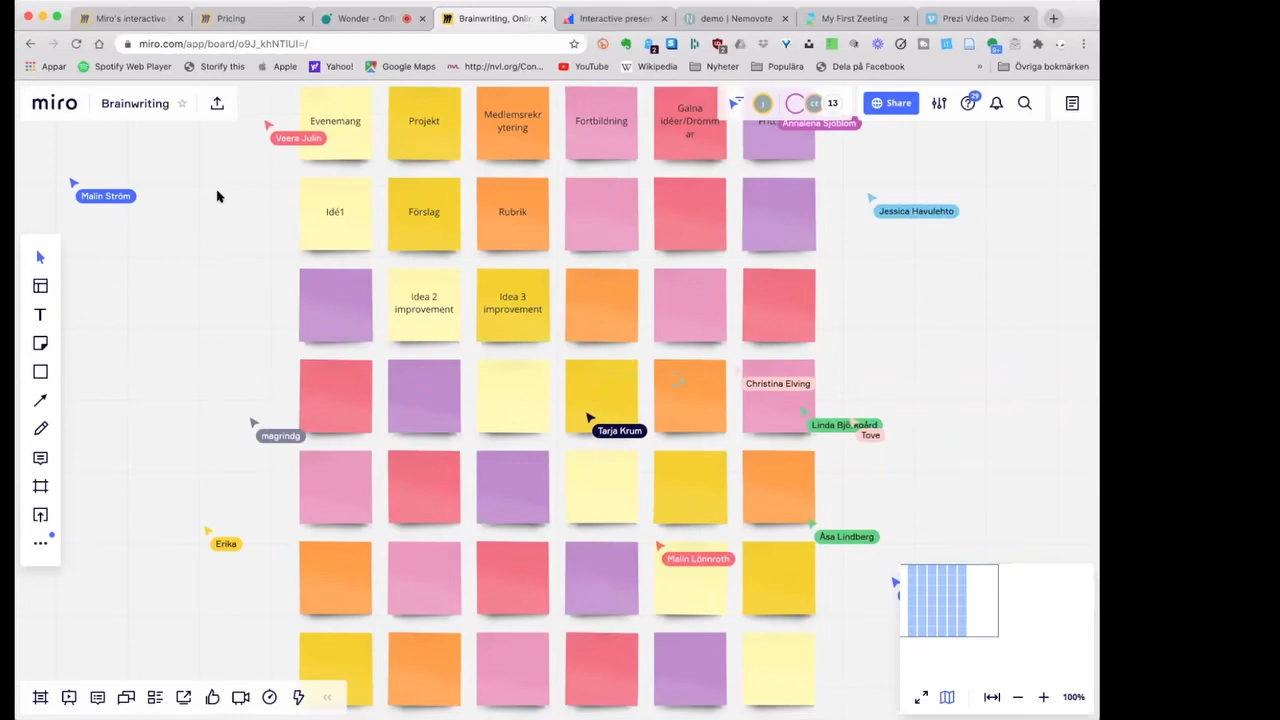 Miro's interactive
Pricing
Wonder - Onli
Brainwriting, Onlin
Interactive presen
demo | Nemovote
My First Zeeting -
Prezi Video Demo
miro.com/app/board/o9J_khNTlUI=/
Appar
Spotify Web Player
Storify this
Apple
Yahoo!
Google Maps
http://nvl.org/Con...
YouTube
Wikipedia
Nyheter
Populära
Dela på Facebook
»
Övriga bokmärken
miro
Brainwriting
13
Share
29
Evenemang
Projekt
Medlemsrekr
ytering
Fortbildning
Galna
idéer/Drömm
ar
Annalena Sjöblom
Veera Julin
Malin Ström
Jessica Havulehto
Idé1
Förslag
Rubrik
Idea 2
improvement
Idea 3
improvement
Christina Elving
magrindg
Tarja Krum
Tove
Erika
Åsa Lindberg
Malin Lönnroth
100%